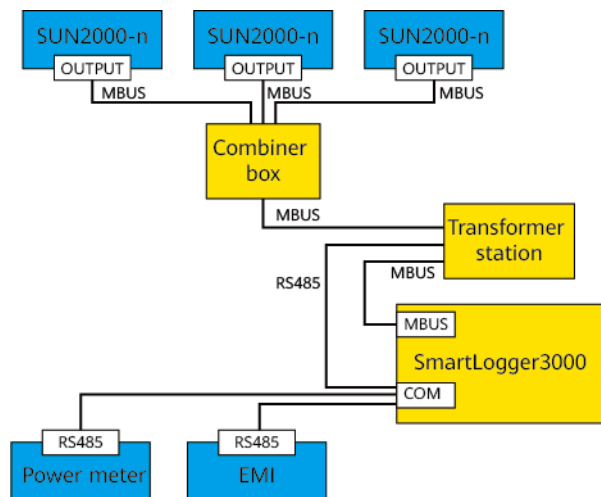 SUN2000-n
SUN2000-n
SUN2000-n
OUTPUT
OUTPUT
OUTPUT
MBUS
MBUS
MBUS
Combiner
box
MBUS
Transformer
station
MBUS
RS485
MBUS
SmartLogger3000
COM
RS485
RS485
Power meter
EMI